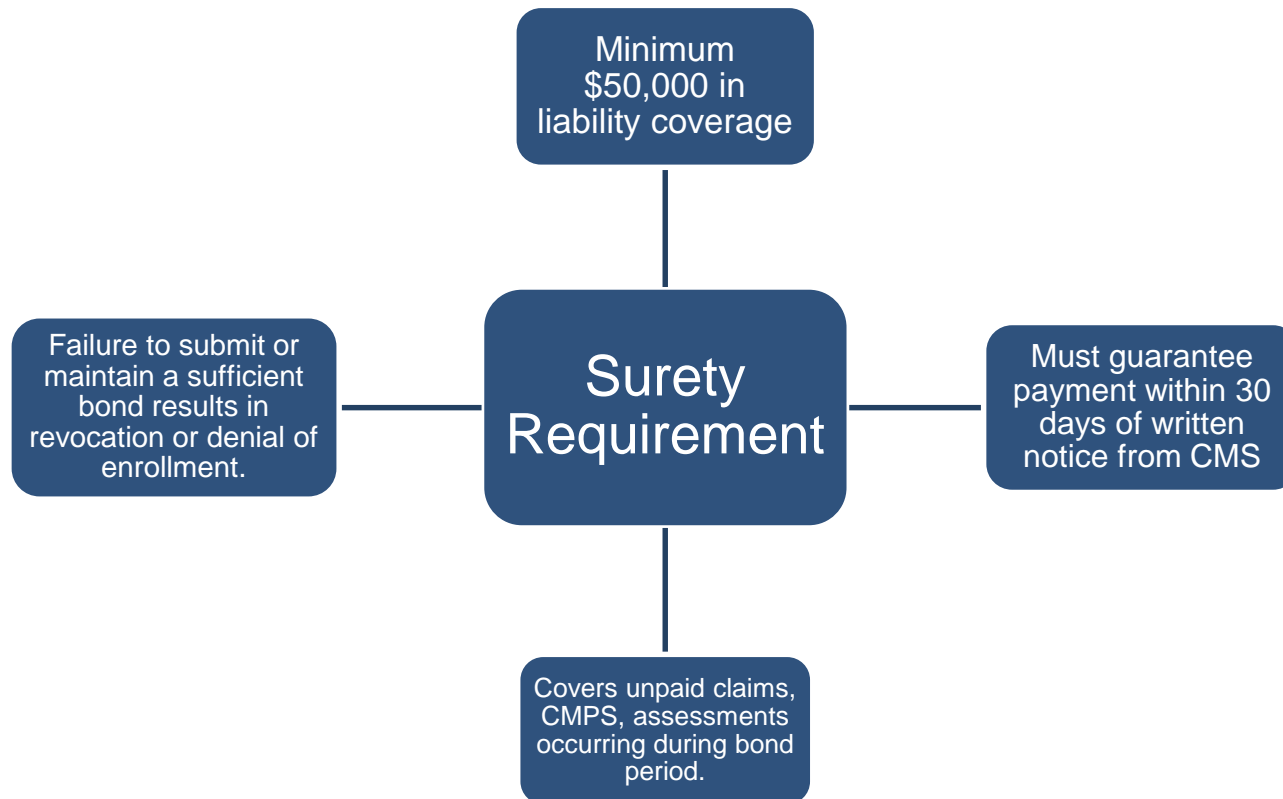 Minimum
$50,000 in
liability coverage
Failure to submit or
maintain a sufficient
bond results in
revocation or denial of
enrollment.
Surety
Requirement
Must guarantee
payment within 30
days of written
notice from CMS
Covers unpaid claims,
CMPS, assessments
occurring during bond
period.